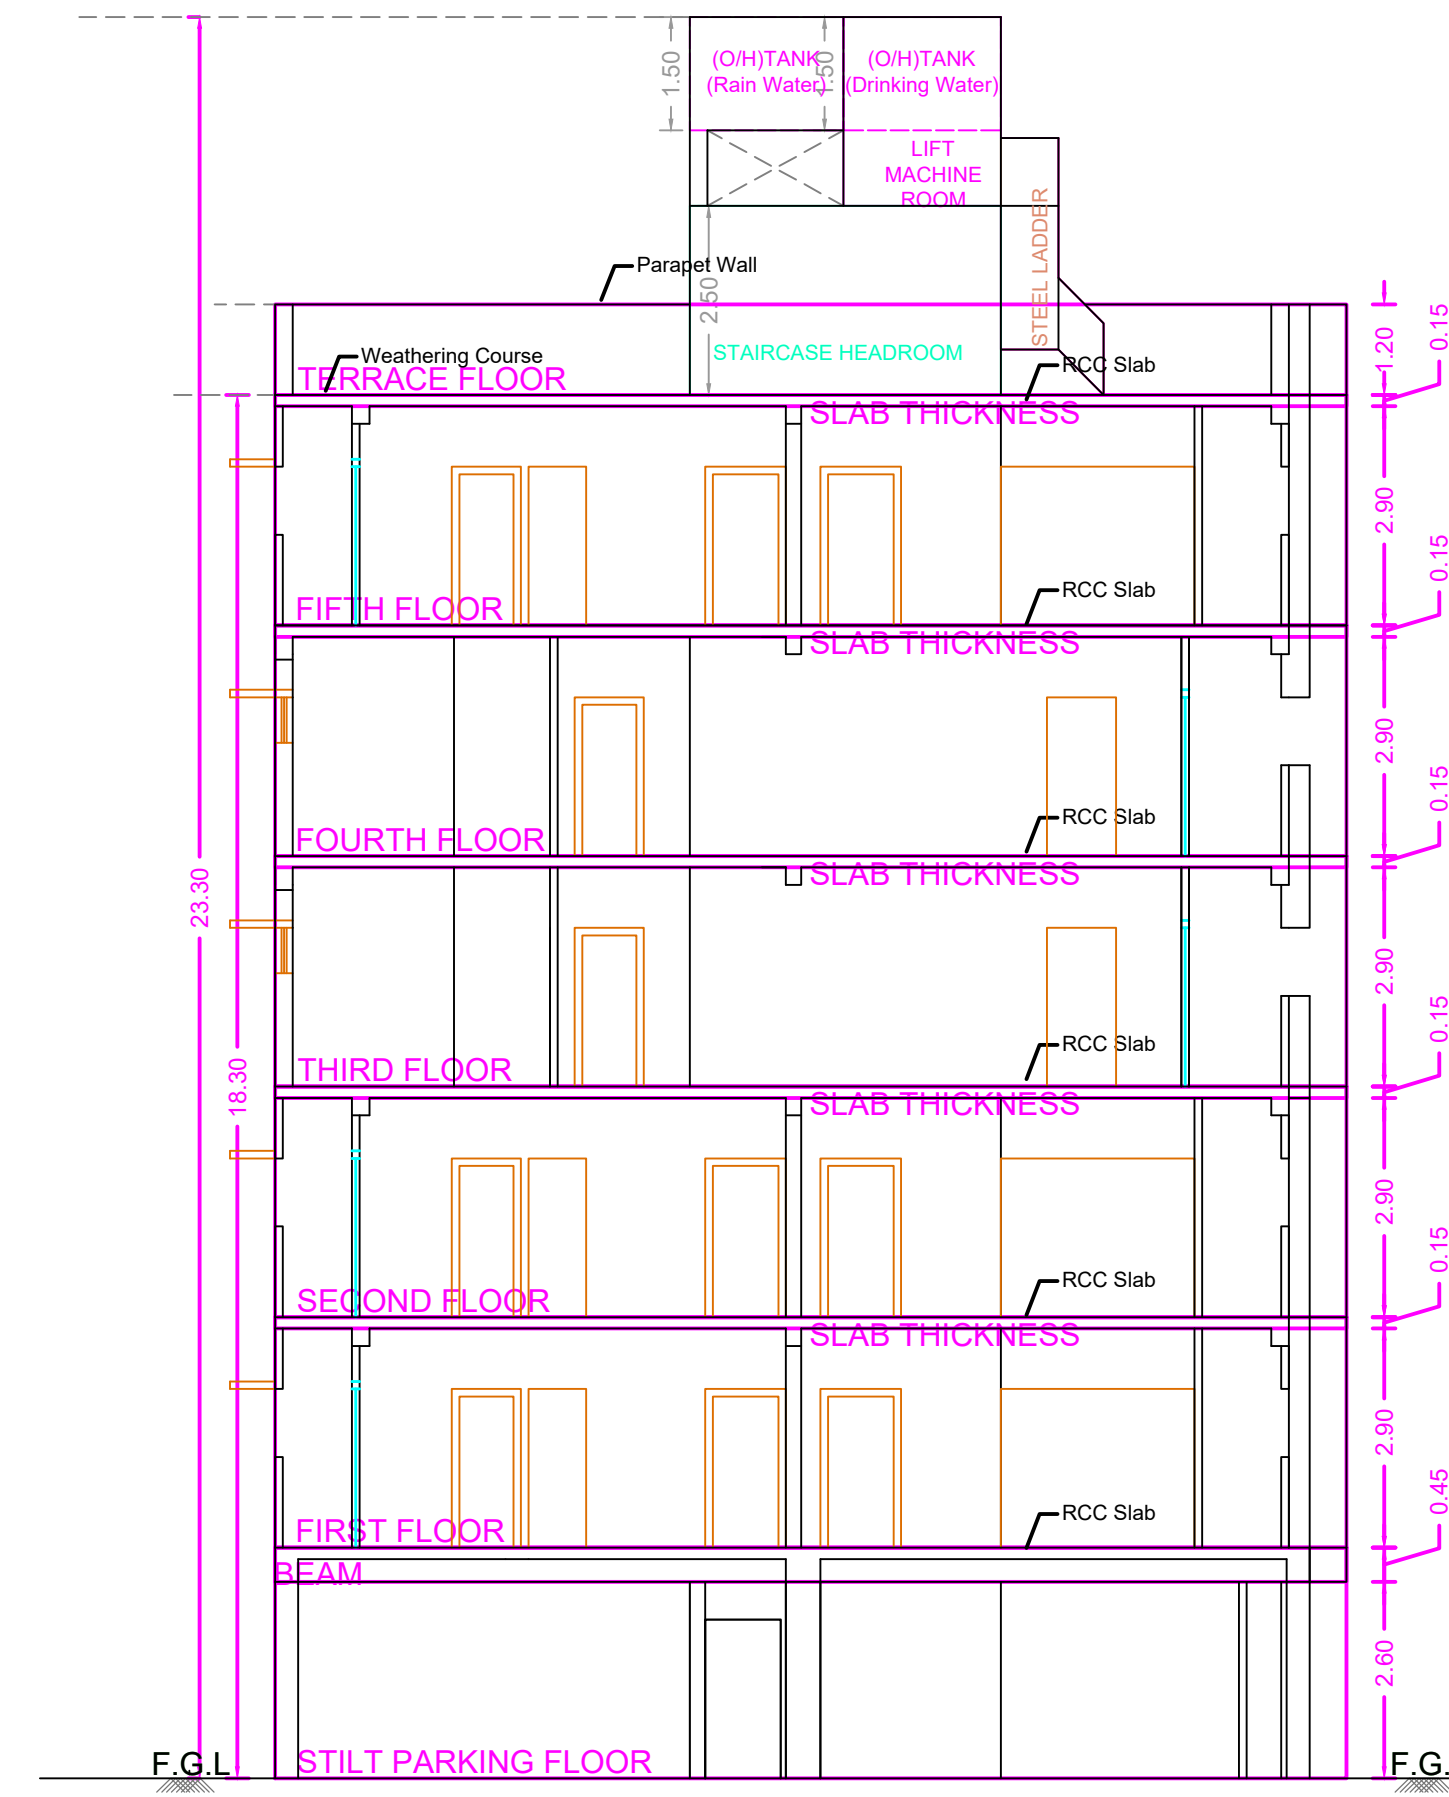 (O/H)TANK
(Rain Water)
(O/H)TANK
(Drinking Water)
1.50
1.50
LIFT
MACHINE
ROOM
STEEL LADDER
Parapet Wall
2.50
STAIRCASE HEADROOM
Weathering Course
TERRACE FLOOR
RCC Slab
1.20
0.15
SLAB THICKNESS
2.90
FIFTH FLOOR
RCC Slab
0.15
SLAB THICKNESS
2.90
FOURTH FLOOR
RCC Slab
0.15
SLAB THICKNESS
23.30
2.90
THIRD FLOOR
RCC Slab
0.15
18.30
SLAB THICKNESS
2.90
SECOND FLOOR
RCC Slab
0.15
SLAB THICKNESS
2.90
FIRST FLOOR
RCC Slab
0.45
BEAM
2.60
STILT PARKING FLOOR
F.G.L
F.G.